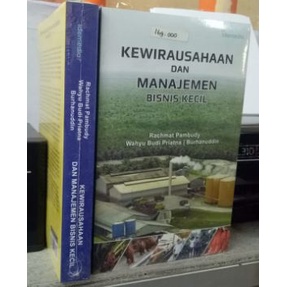 Rachmat Pambudy
Wahyu Budi Priatna
Burhanuddin
KEWIRAUSAHAAN
DAN MANAJEMEN BISNIS KECIL
KEWIRAUSAHAAN
DAN
MANAJEMEN
BISNIS KECIL
Rachmat Pambudy
Wahyu Budi Priatna | Burhanuddin